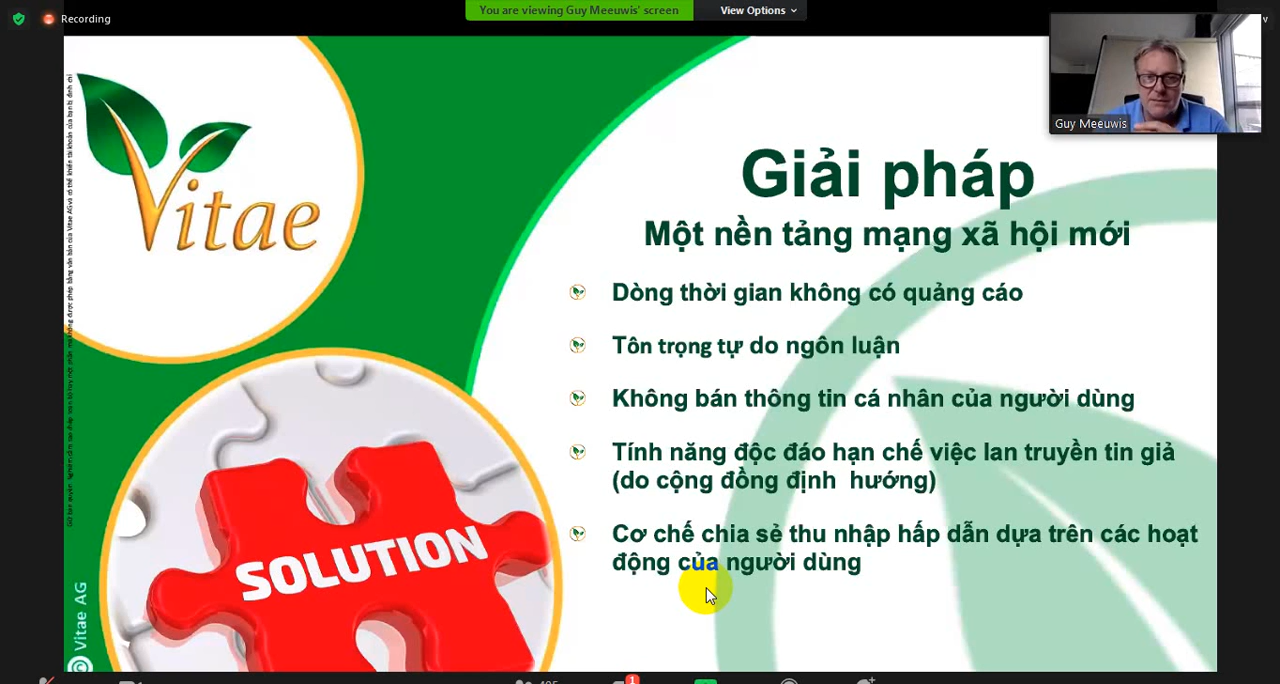 Recording
You are viewing Guy Meeuwis' screen
View Options
Guy Meeuwis
Vitae
Giải pháp
Một nền tảng mạng xã hội mới
Dòng thời gian không có quảng cáo
Tôn trọng tự do ngôn luận
Không bán thông tin cá nhân của người dùng
Tính năng độc đáo hạn chế việc lan truyền tin giả
(do cộng đồng định hướng)
Cơ chế chia sẻ thu nhập hấp dẫn dựa trên các hoạt
động của người dùng
SOLUTION
© Vitae AG
1